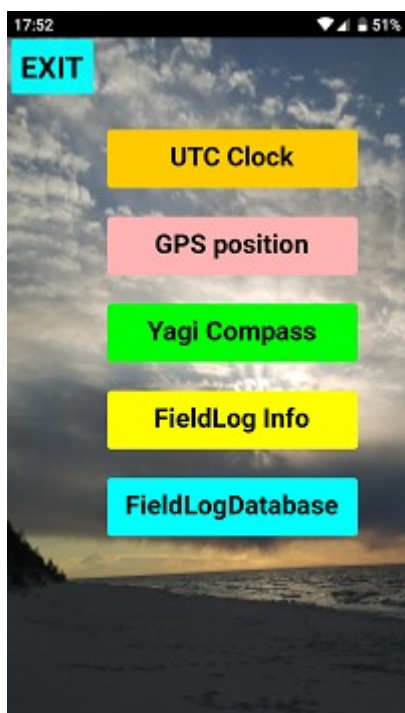 17:52 51%
EXIT
UTC Clock
GPS position
Yagi Compass
FieldLog Info
FieldLogDatabase